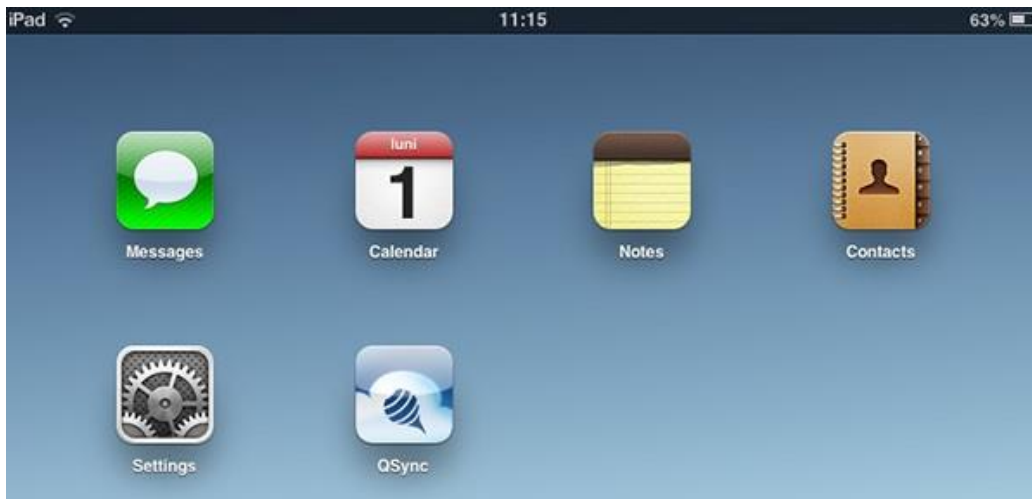 iPad 11:15 63%
luni
1
Messages Calendar Notes Contacts
Settings QSync